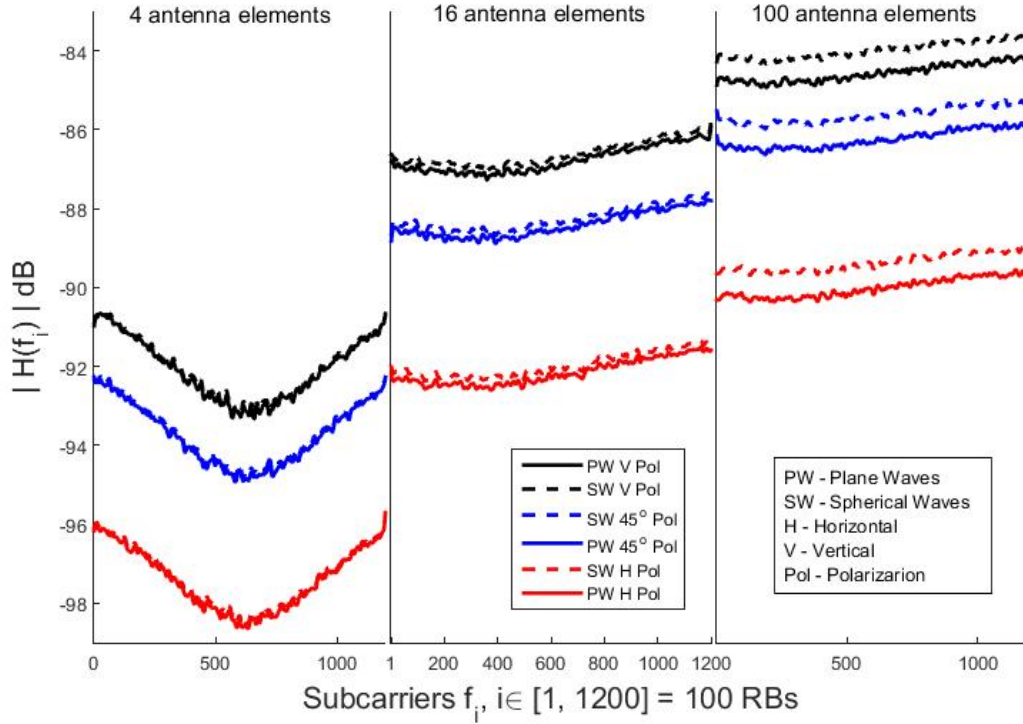 4 antenna elements
16 antenna elements
100 antenna elements
-84
-86
-88
-90
-92
-94
-96
-98
| H(f_i) | dB
0 500 1000
1 200 400 600 800 1000 1200
500 1000
Subcarriers f_i, i∈ [1, 1200] = 100 RBs
PW V Pol
SW V Pol
SW 45° Pol
PW 45° Pol
SW H Pol
PW H Pol
PW - Plane Waves
SW - Spherical Waves
H - Horizontal
V - Vertical
Pol - Polarizarion